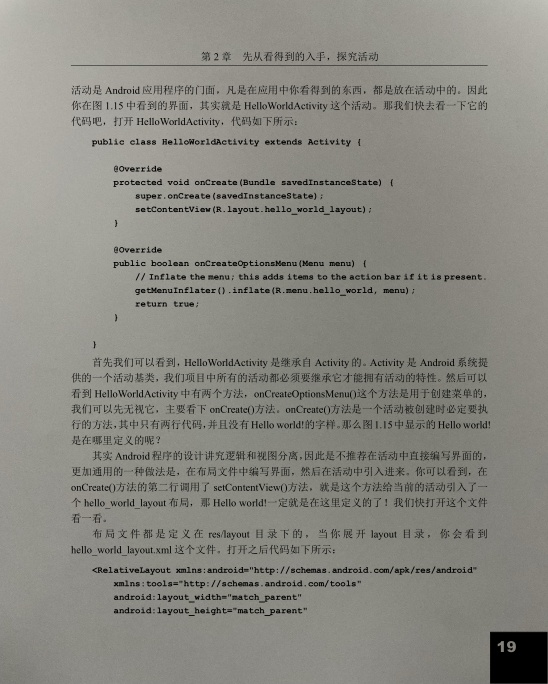 第 2 章　先从看得到的入手，探究活动
活动是 Android 应用程序的门面，凡是在应用中你看得到的东西，都是放在活动中的。因此
你在图 1.15 中看到的界面，其实就是 HelloWorldActivity 这个活动。那我们快去看一下它的
代码吧，打开 HelloWorldActivity，代码如下所示：
public class HelloWorldActivity extends Activity {
@Override
protected void onCreate(Bundle savedInstanceState) {
super.onCreate(savedInstanceState);
setContentView(R.layout.hello_world_layout);
}
@Override
public boolean onCreateOptionsMenu(Menu menu) {
// Inflate the menu; this adds items to the action bar if it is present.
getMenuInflater().inflate(R.menu.hello_world, menu);
return true;
}
}
首先我们可以看到，HelloWorldActivity 是继承自 Activity 的。Activity 是 Android 系统提
供的一个活动基类，我们项目中所有的活动都必须要继承它才能拥有活动的特性。然后可以
看到 HelloWorldActivity 中有两个方法，onCreateOptionsMenu()这个方法是用于创建菜单的，
我们可以先无视它，主要看下 onCreate()方法。onCreate()方法是一个活动被创建时必定要执
行的方法，其中只有两行代码，并且没有 Hello world!的字样。那么图 1.15 中显示的 Hello world!
是在哪里定义的呢？
其实 Android 程序的设计讲究逻辑和视图分离，因此是不推荐在活动中直接编写界面的，
更加通用的一种做法是，在布局文件中编写界面，然后在活动中引入进来。你可以看到，在
onCreate()方法的第二行调用了 setContentView()方法，就是这个方法给当前的活动引入了一
个 hello_world_layout 布局，那 Hello world!一定就是在这里定义的了！我们快打开这个文件
看一看。
布局文件都是定义在 res/layout 目录下的，当你展开 layout 目录，你会看到
hello_world_layout.xml 这个文件。打开之后代码如下所示：
<RelativeLayout xmlns:android="http://schemas.android.com/apk/res/android"
xmlns:tools="http://schemas.android.com/tools"
android:layout_width="match_parent"
android:layout_height="match_parent"
19